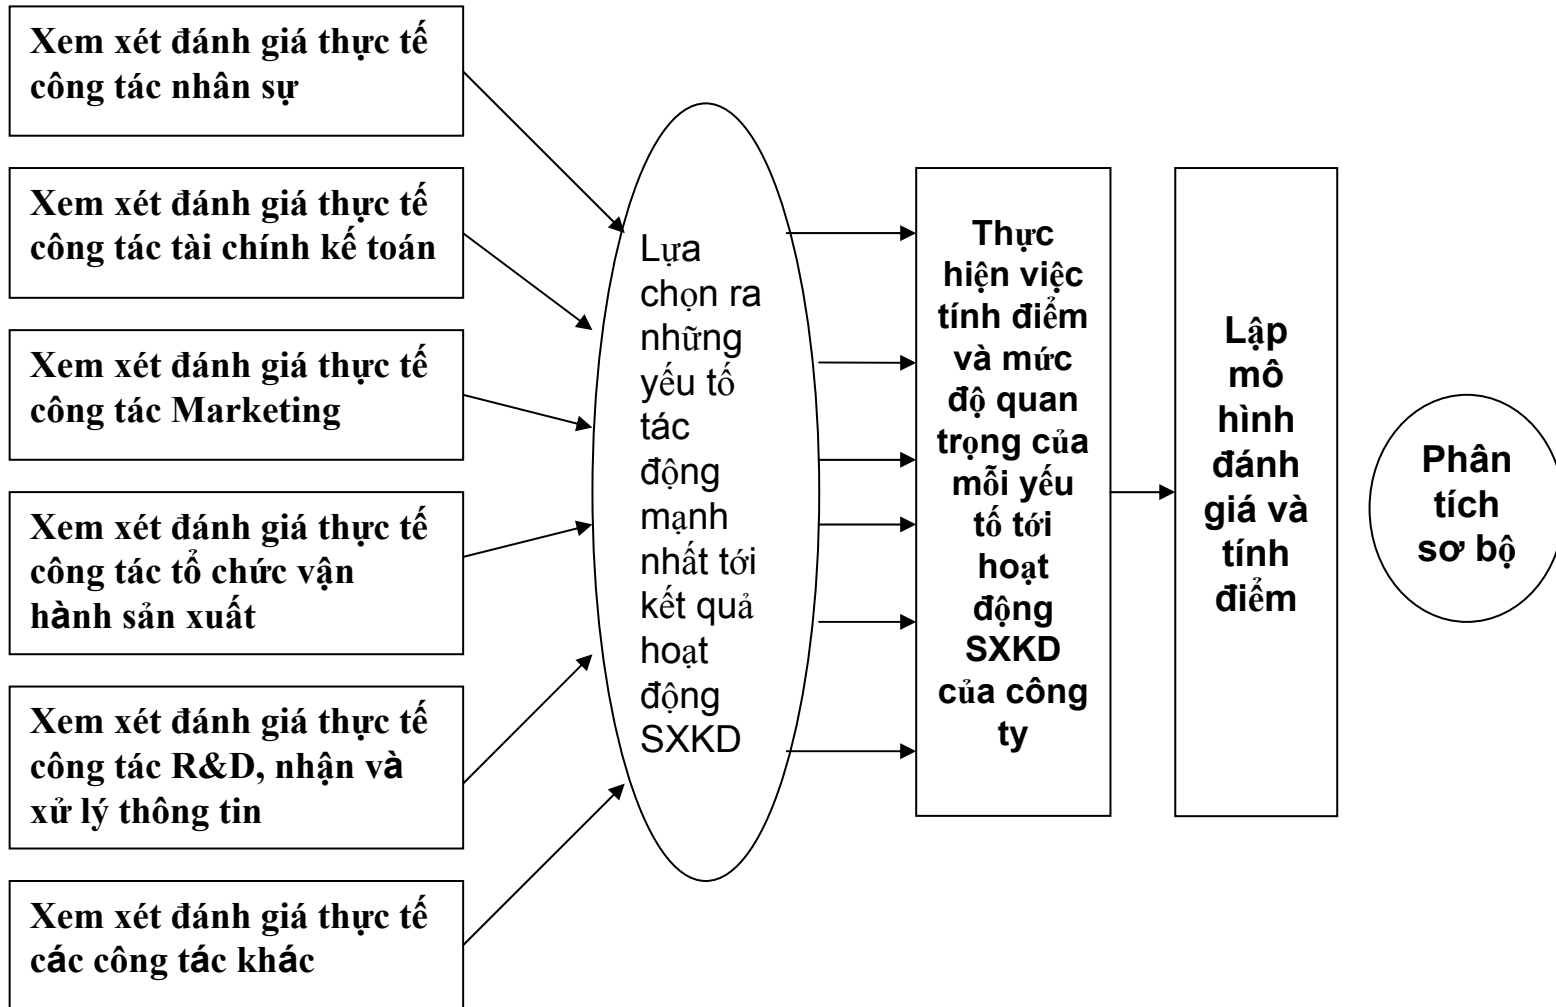 Xem xét đánh giá thực tế
công tác nhân sự
Xem xét đánh giá thực tế
công tác tài chính kế toán
Xem xét đánh giá thực tế
công tác Marketing
Xem xét đánh giá thực tế
công tác tổ chức vận
hành sản xuất
Xem xét đánh giá thực tế
công tác R&D, nhận và
xử lý thông tin
Xem xét đánh giá thực tế
các công tác khác
Lựa
chọn ra
những
yếu tố
tác
động
mạnh
nhất tới
kết quả
hoạt
động
SXKD
Thực
hiện việc
tính điểm
và mức
độ quan
trọng của
mỗi yếu
tố tới
hoạt
động
SXKD
của công
ty
Lập
mô
hình
đánh
giá và
tính
điểm
Phân
tích
sơ bộ